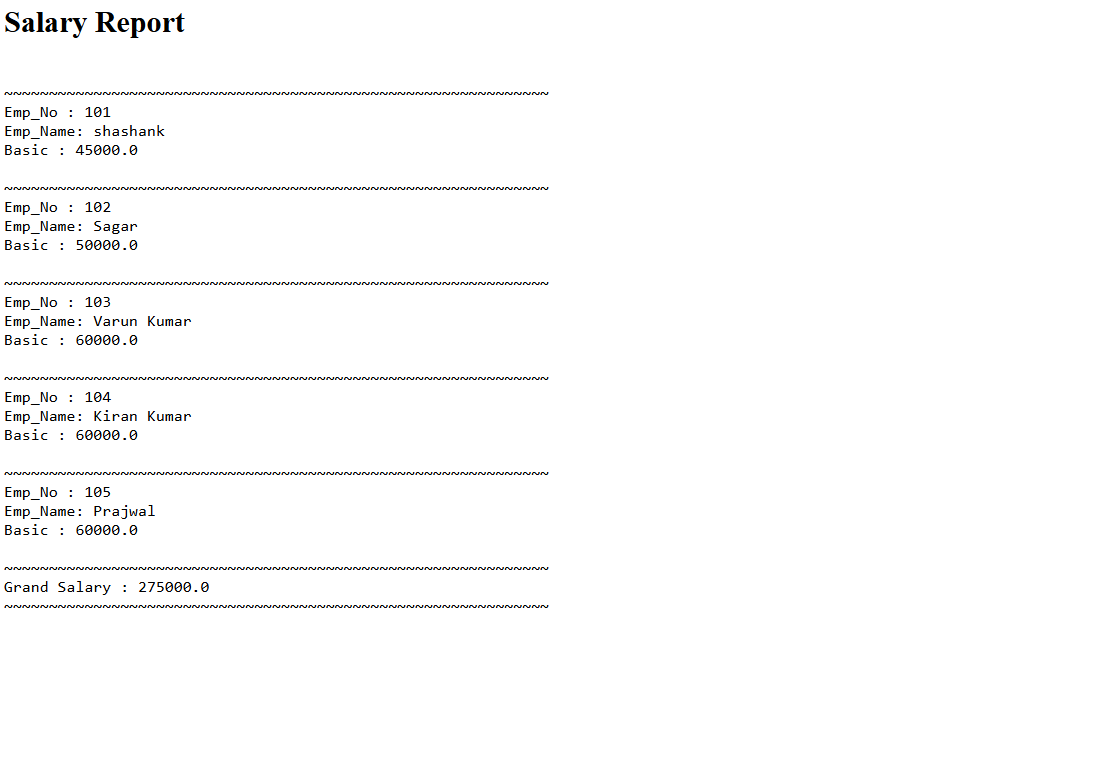 Salary Report
~~~~~~~~~~~~~~~~~~~~~~~~~~~~~~~~~~~~~~~~~~~~~~~~~~~~~~~~~~~~~
Emp_No : 101
Emp_Name: shashank
Basic : 45000.0
~~~~~~~~~~~~~~~~~~~~~~~~~~~~~~~~~~~~~~~~~~~~~~~~~~~~~~~~~~~~~
Emp_No : 102
Emp_Name: Sagar
Basic : 50000.0
~~~~~~~~~~~~~~~~~~~~~~~~~~~~~~~~~~~~~~~~~~~~~~~~~~~~~~~~~~~~~
Emp_No : 103
Emp_Name: Varun Kumar
Basic : 60000.0
~~~~~~~~~~~~~~~~~~~~~~~~~~~~~~~~~~~~~~~~~~~~~~~~~~~~~~~~~~~~~
Emp_No : 104
Emp_Name: Kiran Kumar
Basic : 60000.0
~~~~~~~~~~~~~~~~~~~~~~~~~~~~~~~~~~~~~~~~~~~~~~~~~~~~~~~~~~~~~
Emp_No : 105
Emp_Name: Prajwal
Basic : 60000.0
~~~~~~~~~~~~~~~~~~~~~~~~~~~~~~~~~~~~~~~~~~~~~~~~~~~~~~~~~~~~~
Grand Salary : 275000.0
~~~~~~~~~~~~~~~~~~~~~~~~~~~~~~~~~~~~~~~~~~~~~~~~~~~~~~~~~~~~~